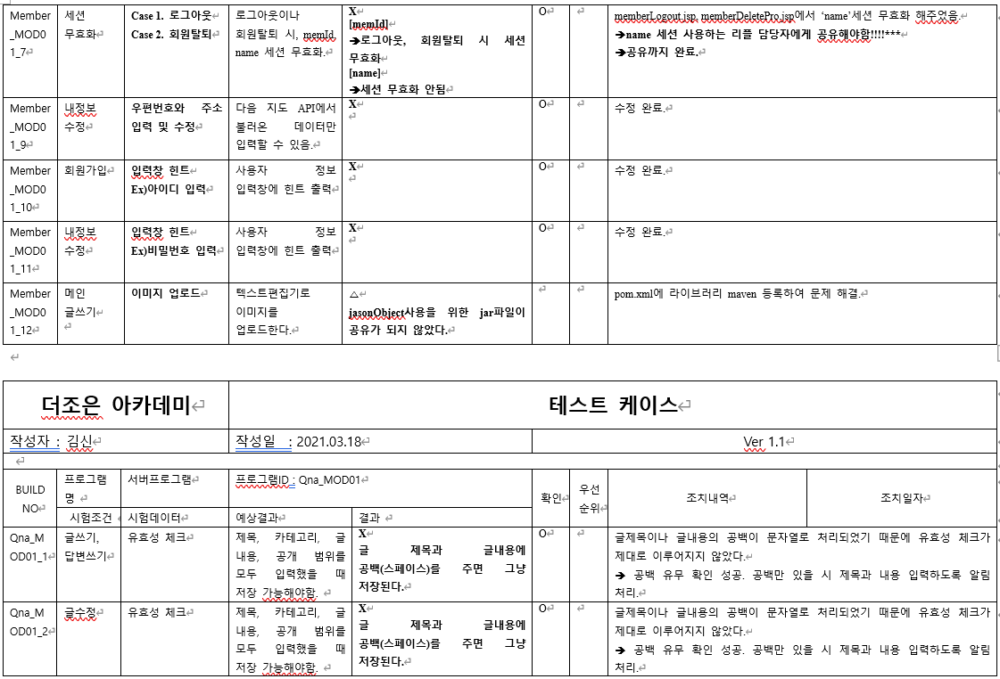 Member 세션 Case 1. 로그아웃 로그아웃이나 X O memberLogout.jsp, memberDeletePro.jsp에서 ‘name’세션 무효화 해주었음.
_MOD0 무효화 Case 2. 회원탈퇴 회원탈퇴 시, memId, [memId] ➔name 세션 사용하는 리플 담당자에게 공유해야함!!!!***
1_7 name 세션 무효화. ➔로그아웃, 회원탈퇴 시 세션 ➔공유까지 완료.
무효화
[name]
➔세션 무효화 안됨
Member 내정보 우편번호와 주소 다음 지도 API에서 X O 수정 완료.
_MOD0 수정 입력 및 수정 불러온 데이터만
1_9 입력할 수 있음.
Member 회원가입 입력창 힌트 사용자 정보 X O 수정 완료.
_MOD0 Ex)아이디 입력 입력창에 힌트 출력
1_10
Member 내정보 입력창 힌트 사용자 정보 X O 수정 완료.
_MOD0 수정 Ex)비밀번호 입력 입력창에 힌트 출력
1_11
Member 메인 이미지 업로드 텍스트편집기로 △ pom.xml에 라이브러리 maven 등록하여 문제 해결.
_MOD0 글쓰기 이미지를 jasonObject사용을 위한 jar파일이
1_12 업로드한다. 공유가 되지 않았다.
더조은 아카데미 테스트 케이스
작성자 : 김신 작성일 : 2021.03.18 Ver 1.1
BUILD NO 프로그램명 서버프로그램 프로그램ID : Qna_MOD01 확인 우선순위 조치내역 조치일자
시험조건 시험데이터 예상결과 결과
Qna_M 글쓰기, 유효성 체크 제목, 카테고리, 글 X O 글제목이나 글내용의 공백이 문자열로 처리되었기 때문에 유효성 체크가
OD01_1 답변쓰기 내용, 공개 범위를 글 제목과 글내용에 제대로 이루어지지 않았다.
모두 입력했을 때 공백(스페이스)를 주면 그냥 ➔ 공백 유무 확인 성공. 공백만 있을 시 제목과 내용 입력하도록 알림
저장 가능해야함. 저장된다. 처리.
Qna_M 글수정 유효성 체크 제목, 카테고리, 글 X O 글제목이나 글내용의 공백이 문자열로 처리되었기 때문에 유효성 체크가
OD01_2 내용, 공개 범위를 글 제목과 글내용에 제대로 이루어지지 않았다.
모두 입력했을 때 공백(스페이스)를 주면 그냥 ➔ 공백 유무 확인 성공. 공백만 있을 시 제목과 내용 입력하도록 알림
저장 가능해야함. 저장된다. 처리.